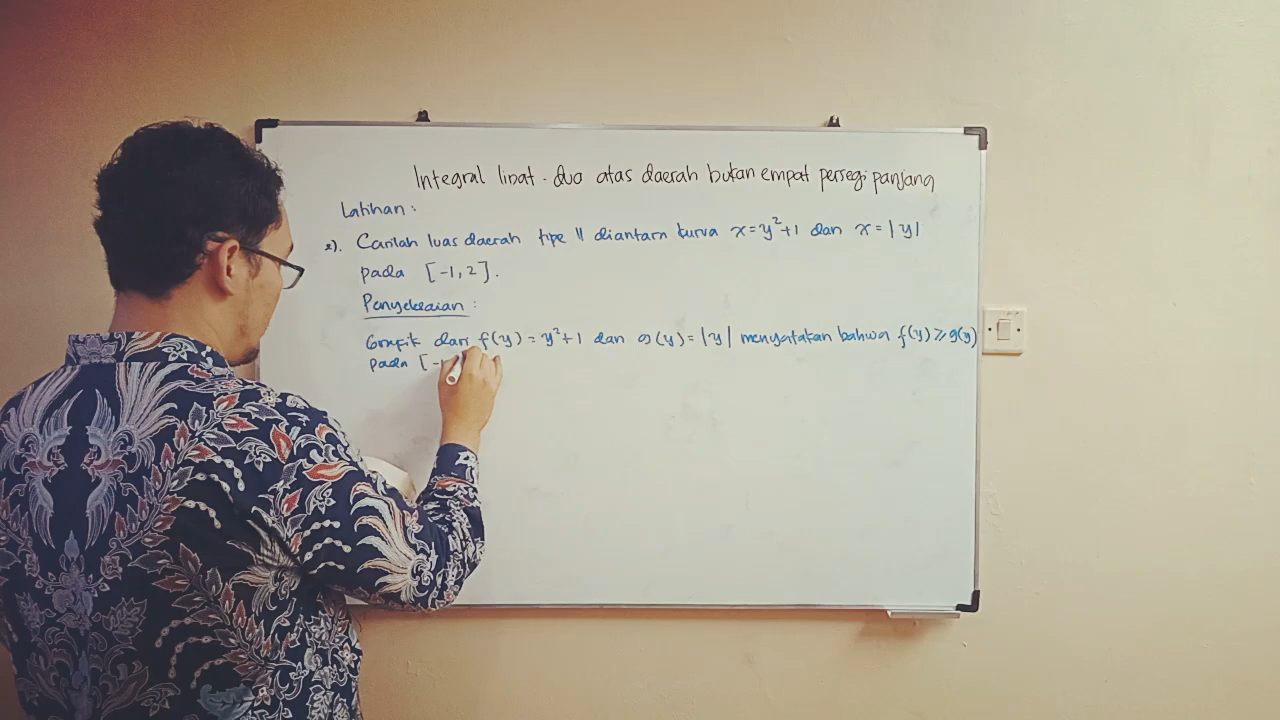 Integral lipat - dua atas daerah bukan empat persegi panjang
Latihan :
2). Carilah luas daerah tipe II diantara kurva x = y² + 1 dan x = |y|
pada [-1, 2].
Penyelesaian :
Grafik dari f(y) = y² + 1 dan g(y) = |y| menyatakan bahwa f(y) ≥ g(y)
pada [-1